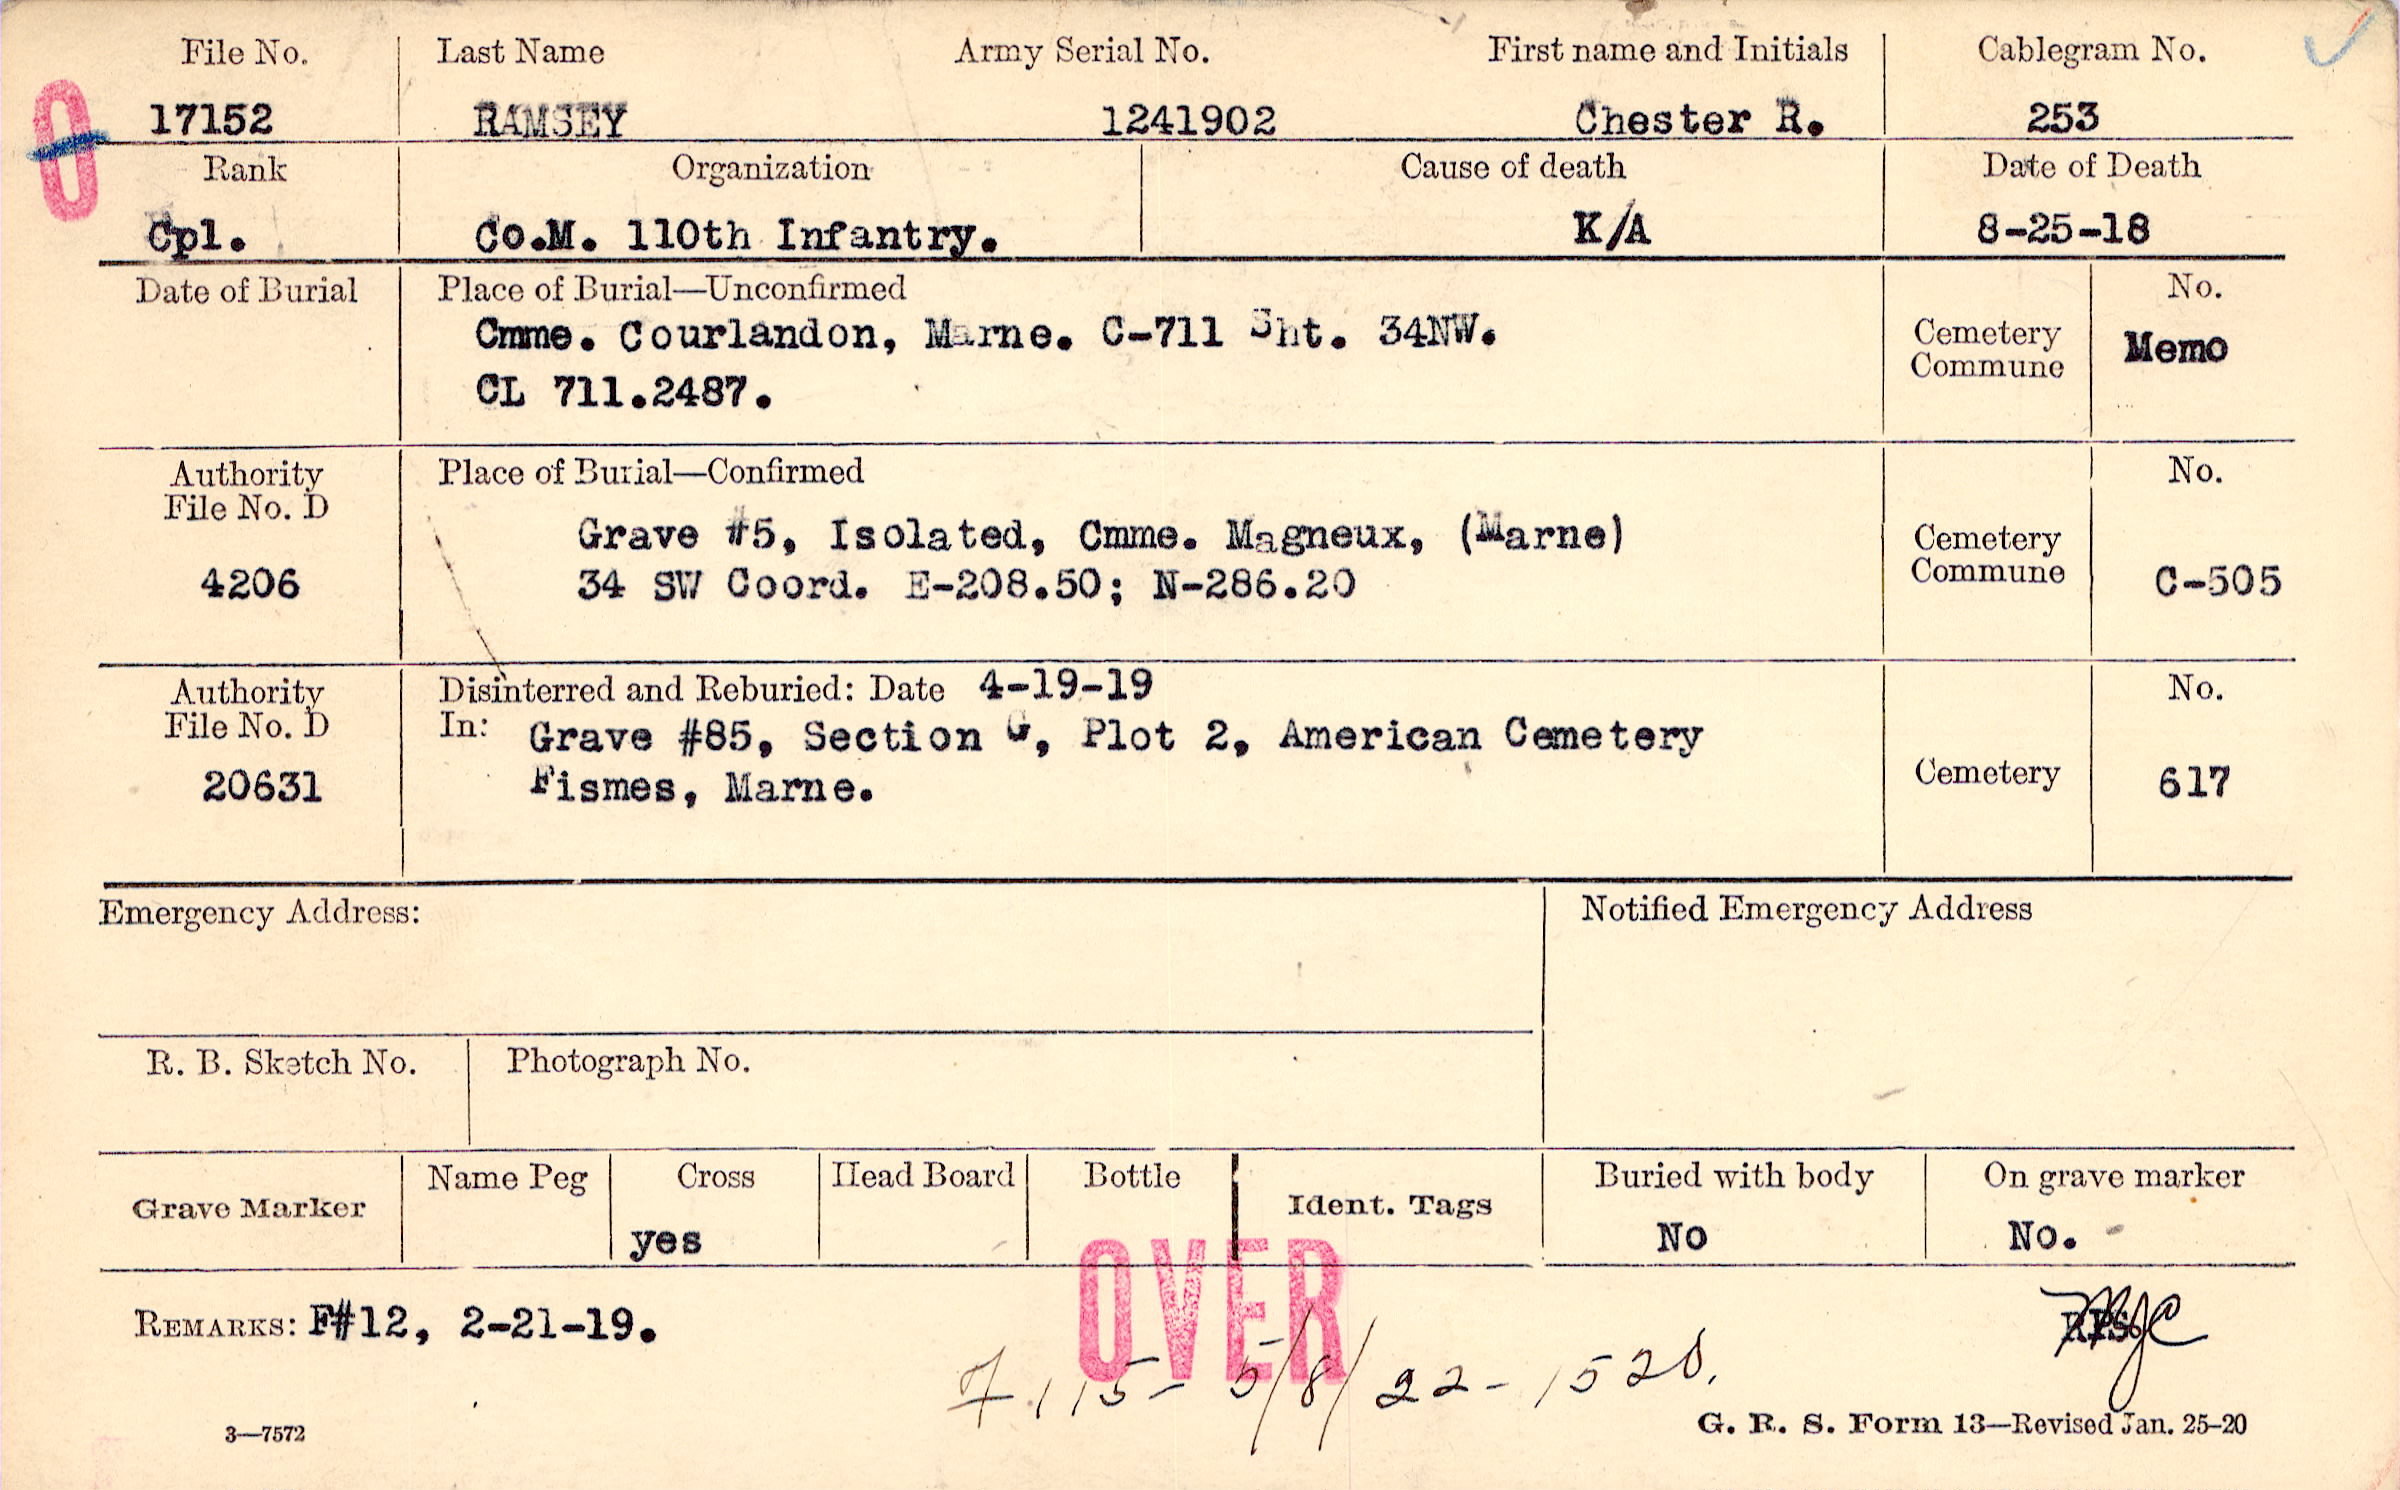 File No. Last Name Army Serial No. First name and Initials Cablegram No.
O 17152 RAMSEY 1241902 Chester R. 253
Rank Organization Cause of death Date of Death
Cpl. Co.M. 110th Infantry. K/A 8-25-18
Date of Burial Place of Burial—Unconfirmed No.
Cmme. Courlandon, Marne. C-711 Sht. 34NW. Cemetery Memo
Commune
CL 711.2487.
Authority Place of Burial—Confirmed No.
File No. D
Grave #5, Isolated, Cmme. Magneux, (Marne) Cemetery
4206 34 SW Coord. E-208.50; N-286.20 Commune C-505
Authority Disinterred and Reburied: Date 4-19-19 No.
File No. D In: Grave #85, Section G, Plot 2, American Cemetery
20631 Fismes, Marne. Cemetery 617
Emergency Address: Notified Emergency Address
R. B. Sketch No. Photograph No.
Name Peg Cross Head Board Bottle Buried with body On grave marker
Grave Marker Ident. Tags
yes No No.
OVER
REMARKS: F#12, 2-21-19.
115- 5/8/22-1520.
3—7572 G. R. S. Form 13—Revised Jan. 25-20